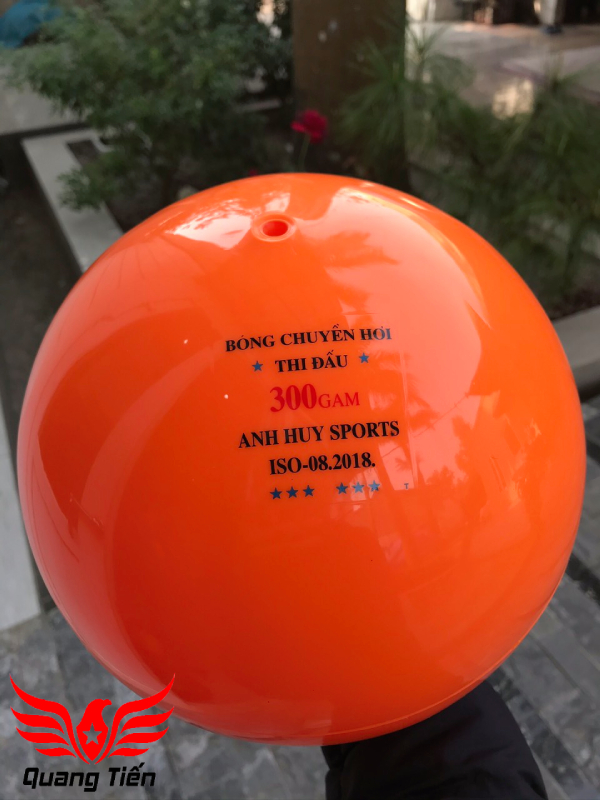 BÓNG CHUYỀN HƠI
★ THI ĐẤU ★
300GAM
ANH HUY SPORTS
ISO-08.2018.
★★★ ★★★ T
Quang Tiến